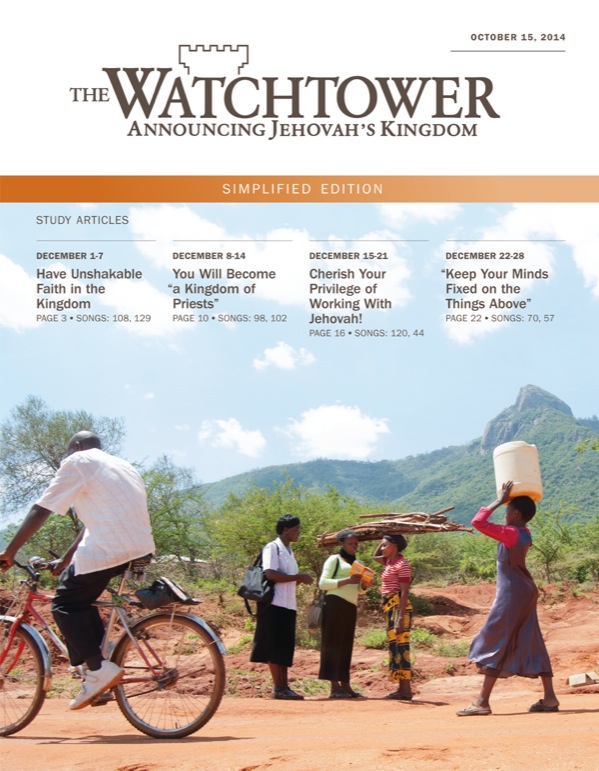 OCTOBER 15, 2014
THE WATCHTOWER
ANNOUNCING JEHOVAH'S KINGDOM
SIMPLIFIED EDITION
STUDY ARTICLES
DECEMBER 1-7
Have Unshakable
Faith in the
Kingdom
PAGE 3 • SONGS: 108, 129
DECEMBER 8-14
You Will Become
“a Kingdom of
Priests”
PAGE 10 • SONGS: 98, 102
DECEMBER 15-21
Cherish Your
Privilege of
Working With
Jehovah!
PAGE 16 • SONGS: 120, 44
DECEMBER 22-28
“Keep Your Minds
Fixed on the
Things Above”
PAGE 22 • SONGS: 70, 57